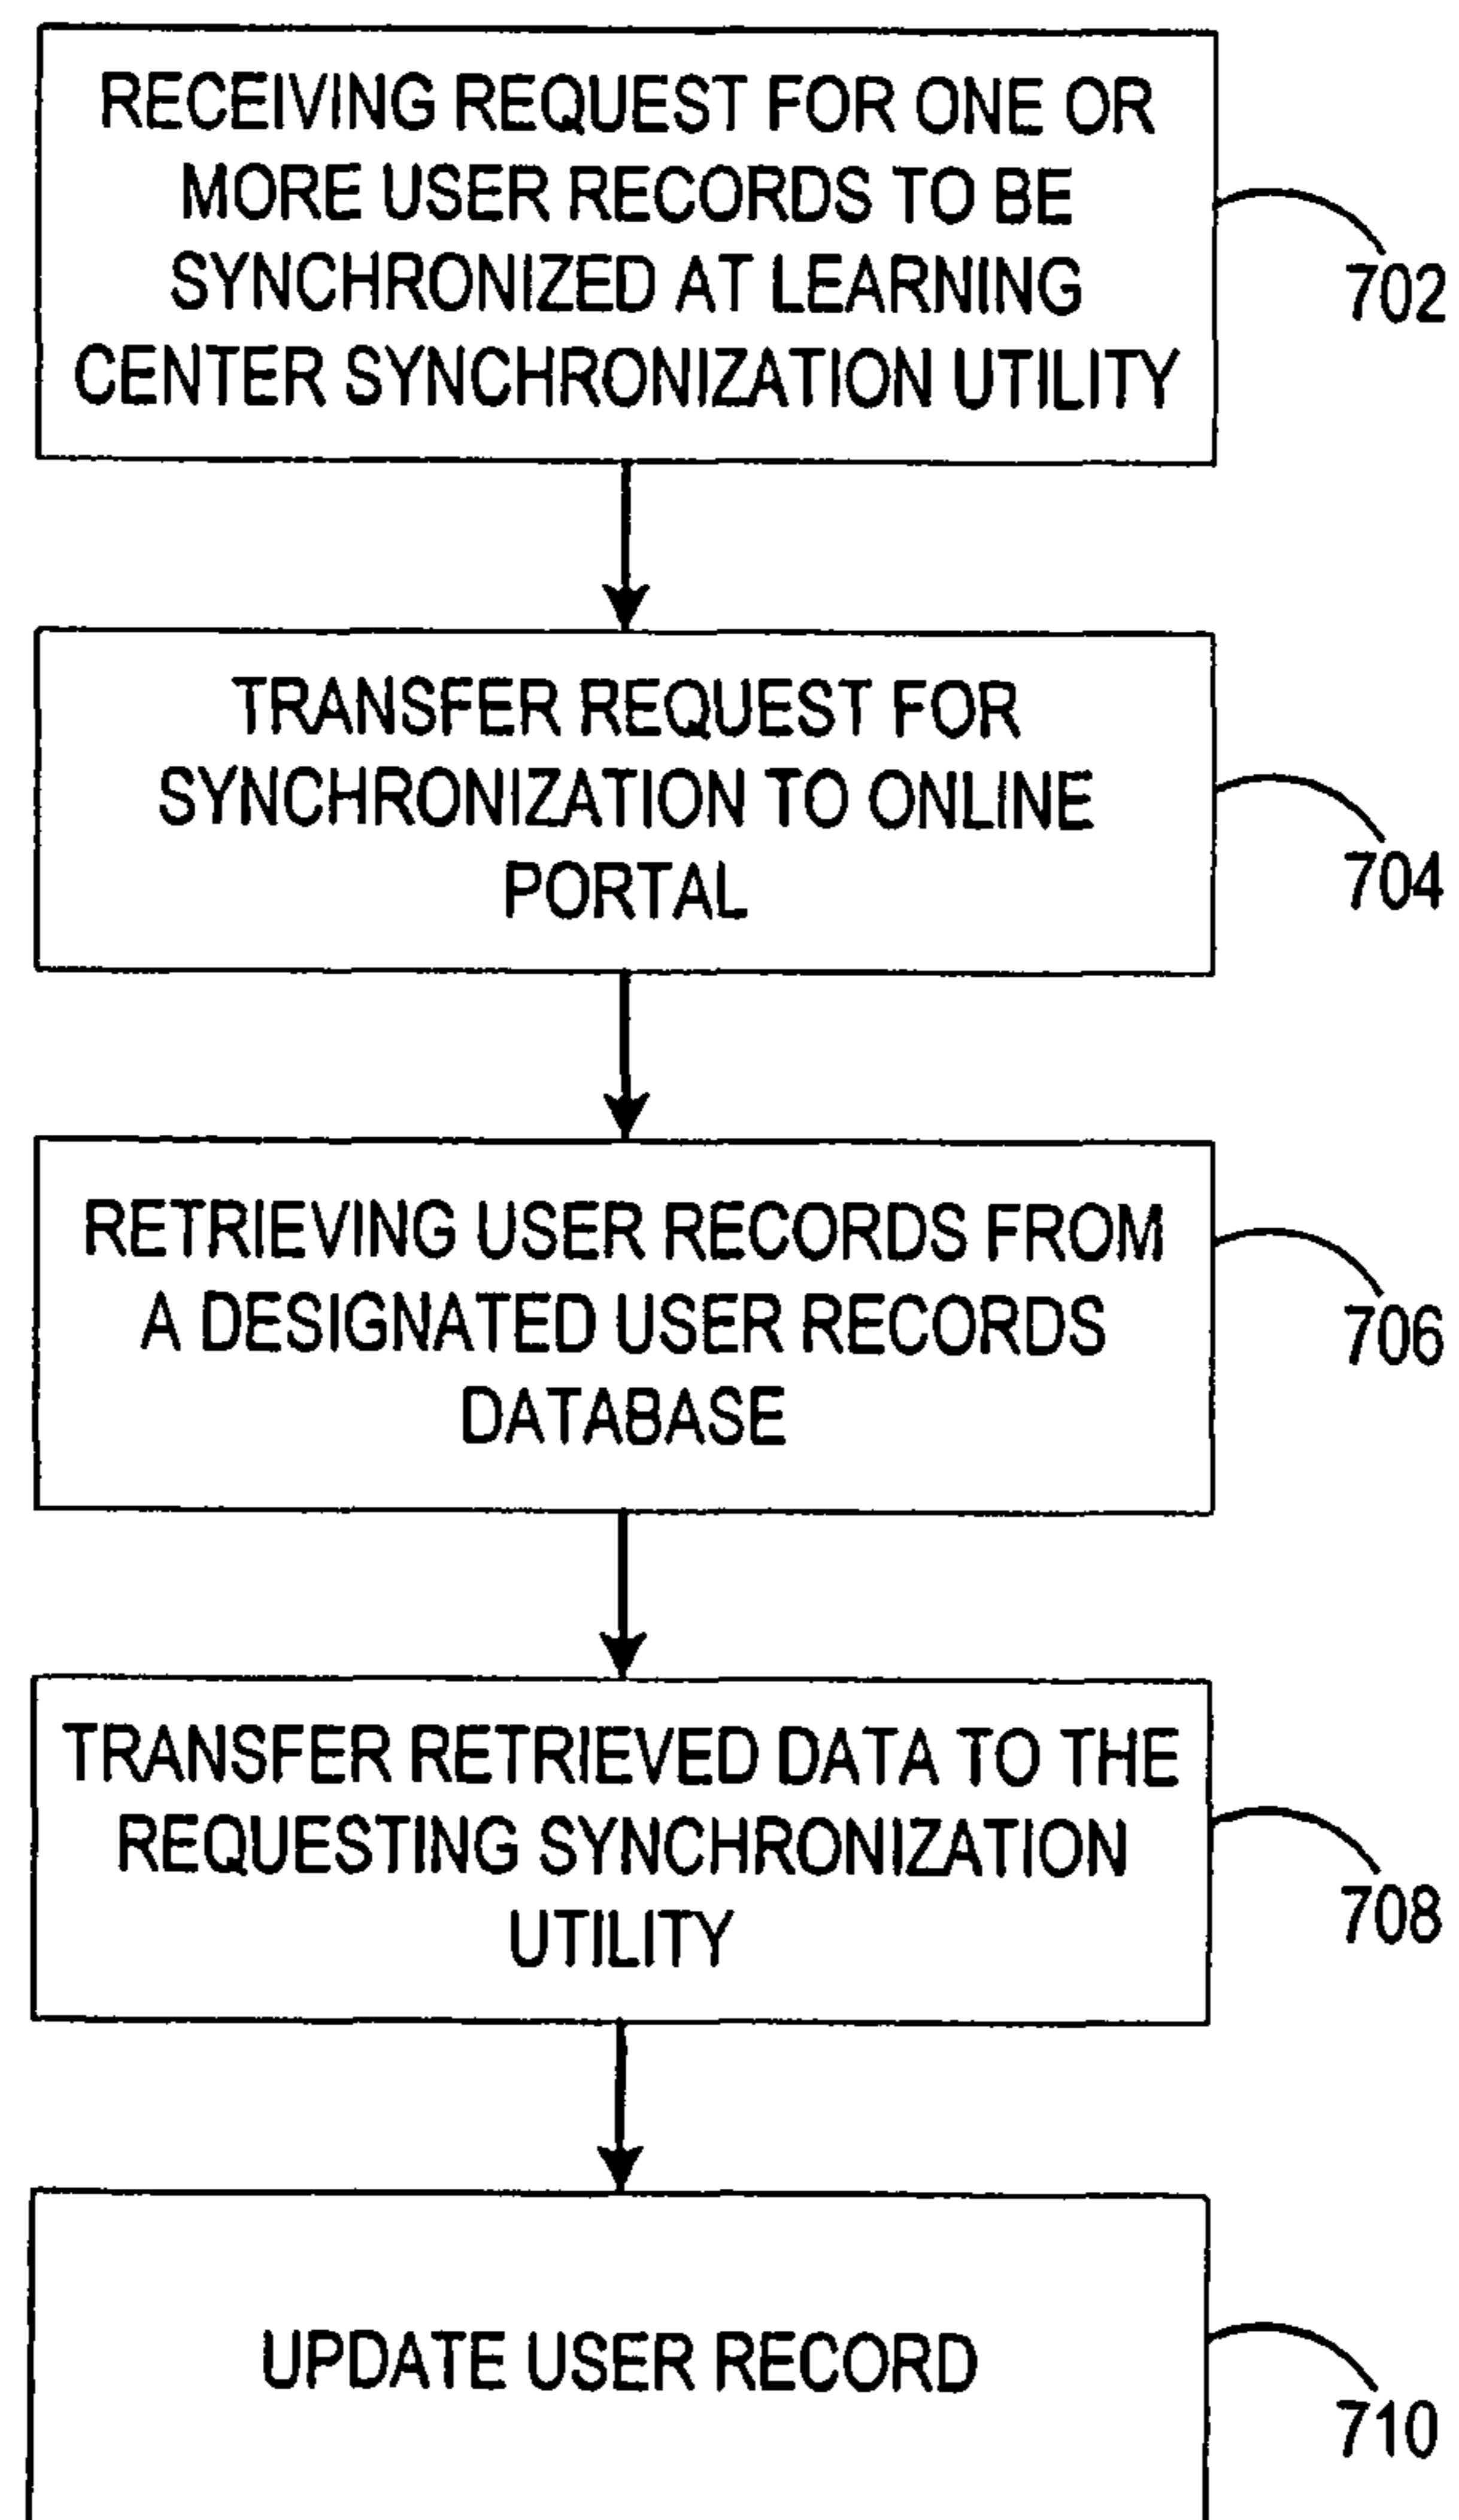 RECEIVING REQUEST FOR ONE OR
MORE USER RECORDS TO BE
SYNCHRONIZED AT LEARNING
CENTER SYNCHRONIZATION UTILITY
702
TRANSFER REQUEST FOR
SYNCHRONIZATION TO ONLINE
PORTAL
704
RETRIEVING USER RECORDS FROM
A DESIGNATED USER RECORDS
DATABASE
706
TRANSFER RETRIEVED DATA TO THE
REQUESTING SYNCHRONIZATION
UTILITY
708
UPDATE USER RECORD
710